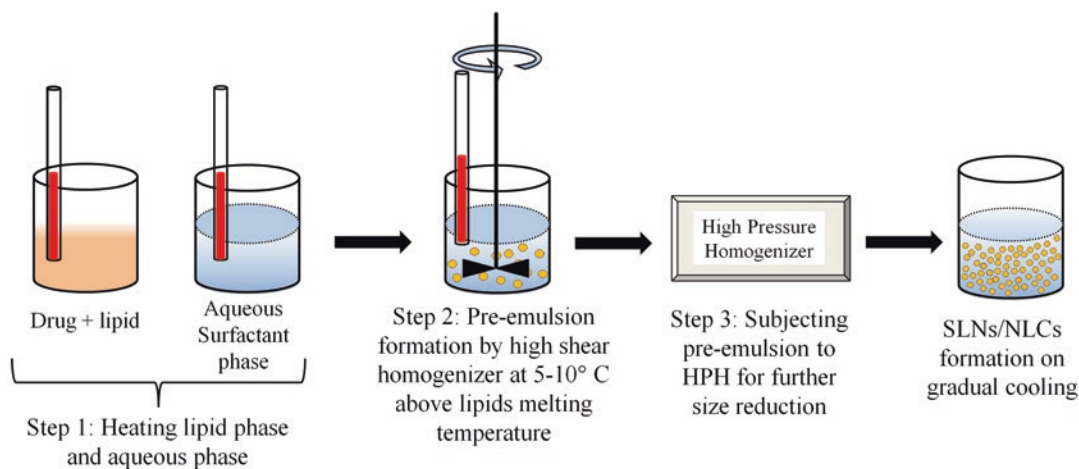 Drug + lipid
Aqueous
Surfactant
phase
Step 1: Heating lipid phase
and aqueous phase
Step 2: Pre-emulsion
formation by high shear
homogenizer at 5-10° C
above lipids melting
temperature
High Pressure
Homogenizer
Step 3: Subjecting
pre-emulsion to
HPH for further
size reduction
SLNs/NLCs
formation on
gradual cooling